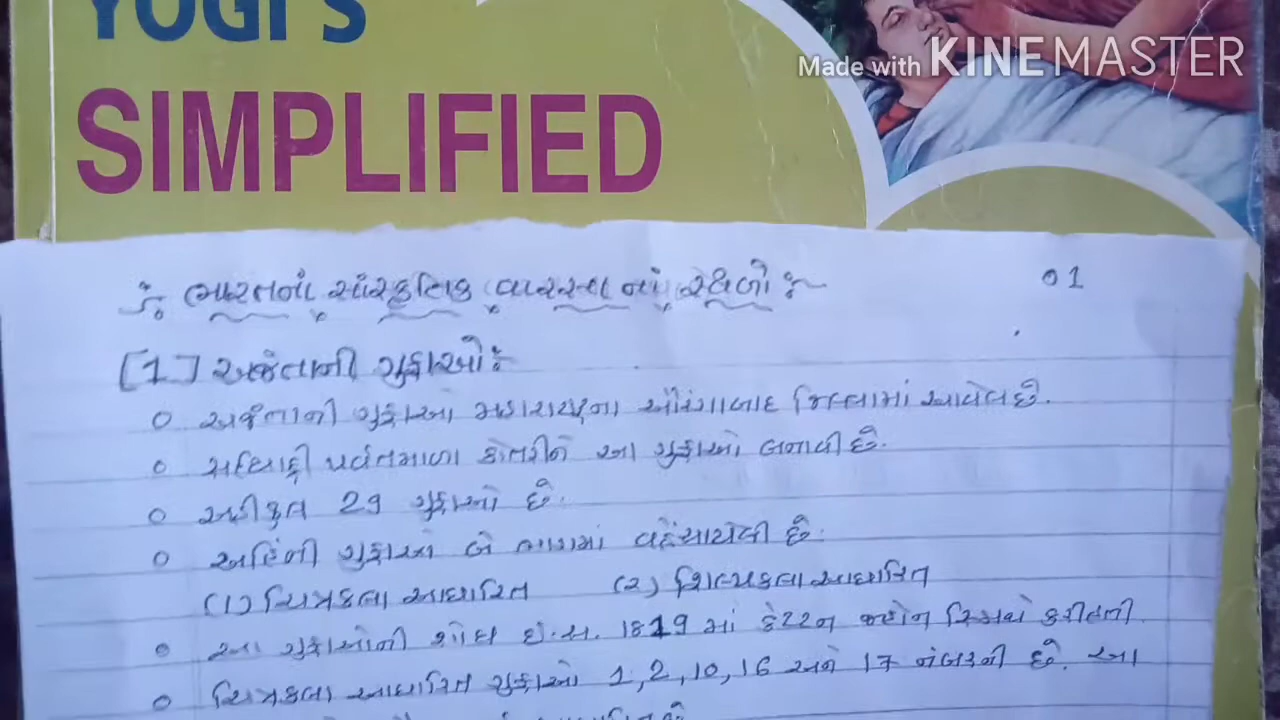 YOGI'S
Made with KINEMASTER
SIMPLIFIED
ભારતનાં સાંસ્કૃતિક વારસાનાં સ્થળો :~
01
[1] અજંતાની ગુફાઓ :-
○ અજંતાની ગુફાઓ મહારાષ્ટ્રના ઔરંગાબાદ જિલ્લામાં આવેલ છે.
○ સહ્યાદ્રી પર્વતમાળા કોતરીને આ ગુફાઓ બનાવી છે.
○ અહીં કુલ 29 ગુફાઓ છે.
○ અહિંની ગુફાઓ બે ભાગમાં વહેંચાયેલી છે.
(1) ચિત્રકલા આધારિત (2) શિલ્પકલા આધારિત
○ આ ગુફાઓની શોધ ઇ.સ. 1819 માં કેપ્ટન જ્હોન સ્મિથે કરી હતી.
○ ચિત્રકલા આધારિત ગુફાઓ 1,2,10,16 અને 17 નંબરની છે. આ